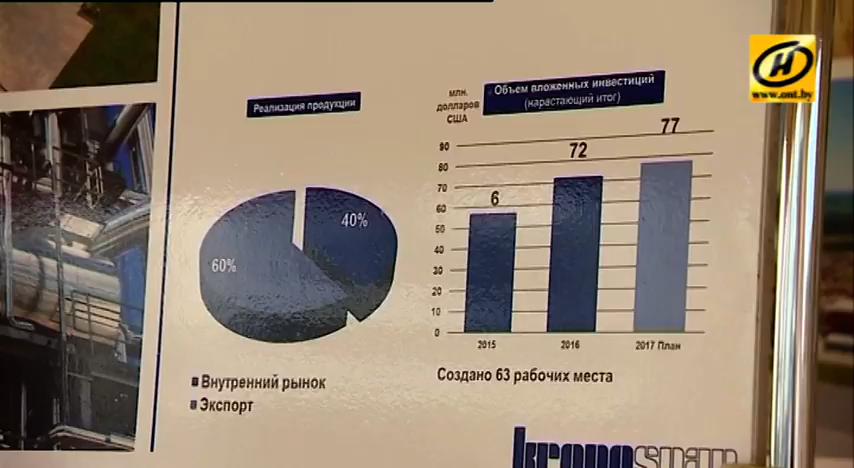 Реализация продукции
60%
40%
Внутренний рынок
Экспорт
млн.
долларов
США
Объем вложенных инвестиций
(нарастающий итог)
90
80
70
60
50
40
30
20
10
0
6
72
77
2015
2016
2017 План
Создано 63 рабочих места
kronospan
www.ont.by